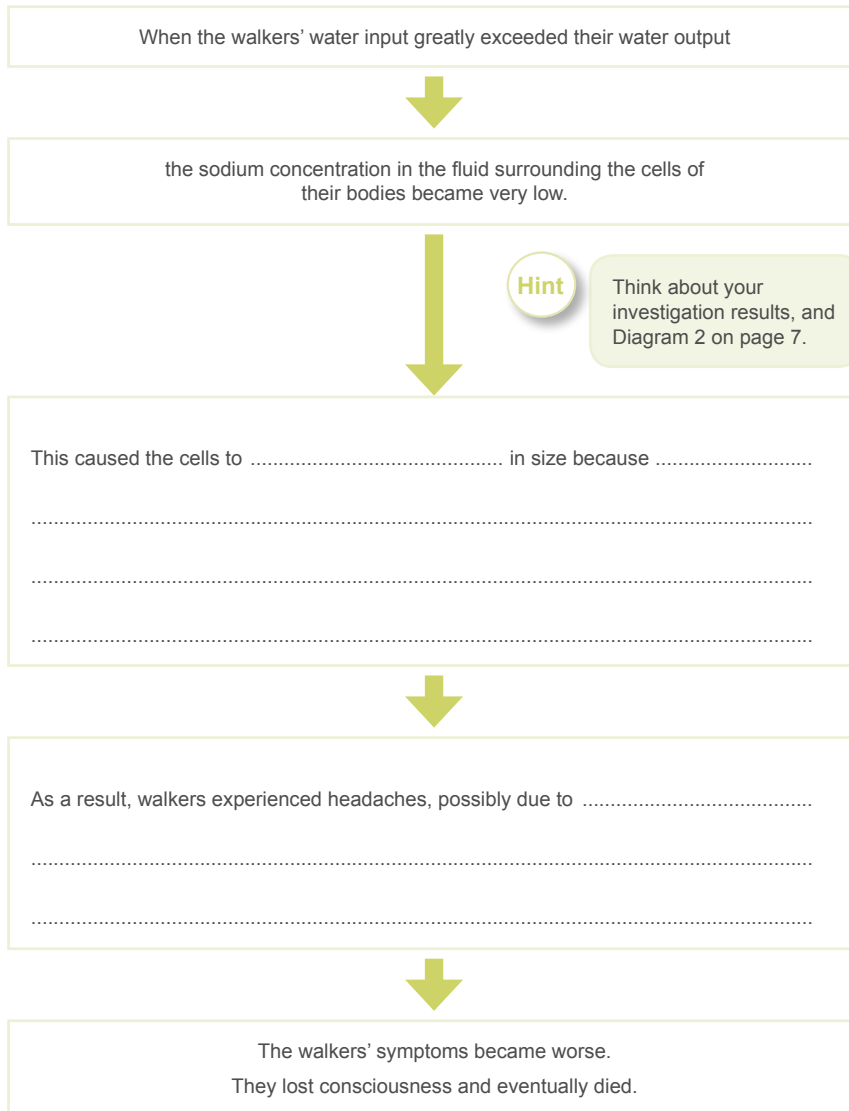 When the walkers’ water input greatly exceeded their water output
the sodium concentration in the fluid surrounding the cells of
their bodies became very low.
Hint
Think about your
investigation results, and
Diagram 2 on page 7.
This caused the cells to ............................................. in size because ............................
............................................................................................................................................
............................................................................................................................................
............................................................................................................................................
As a result, walkers experienced headaches, possibly due to .........................................
............................................................................................................................................
............................................................................................................................................
The walkers’ symptoms became worse.
They lost consciousness and eventually died.